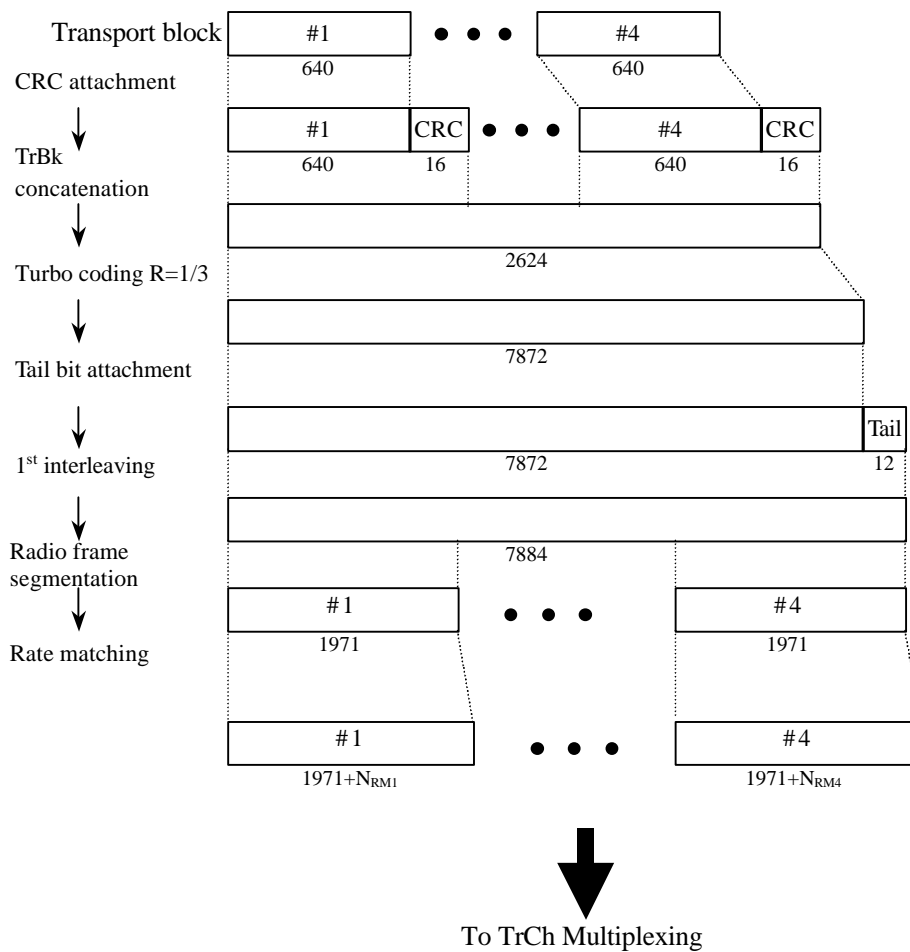 Transport block #1 #4
640 640
CRC attachment
#1 CRC #4 CRC
640 16 640 16
TrBk
concatenation
2624
Turbo coding R=1/3
7872
Tail bit attachment
Tail
7872 12
1st interleaving
7884
Radio frame
segmentation
#1 #4
1971 1971
Rate matching
#1 #4
1971+NRM1 1971+NRM4
To TrCh Multiplexing